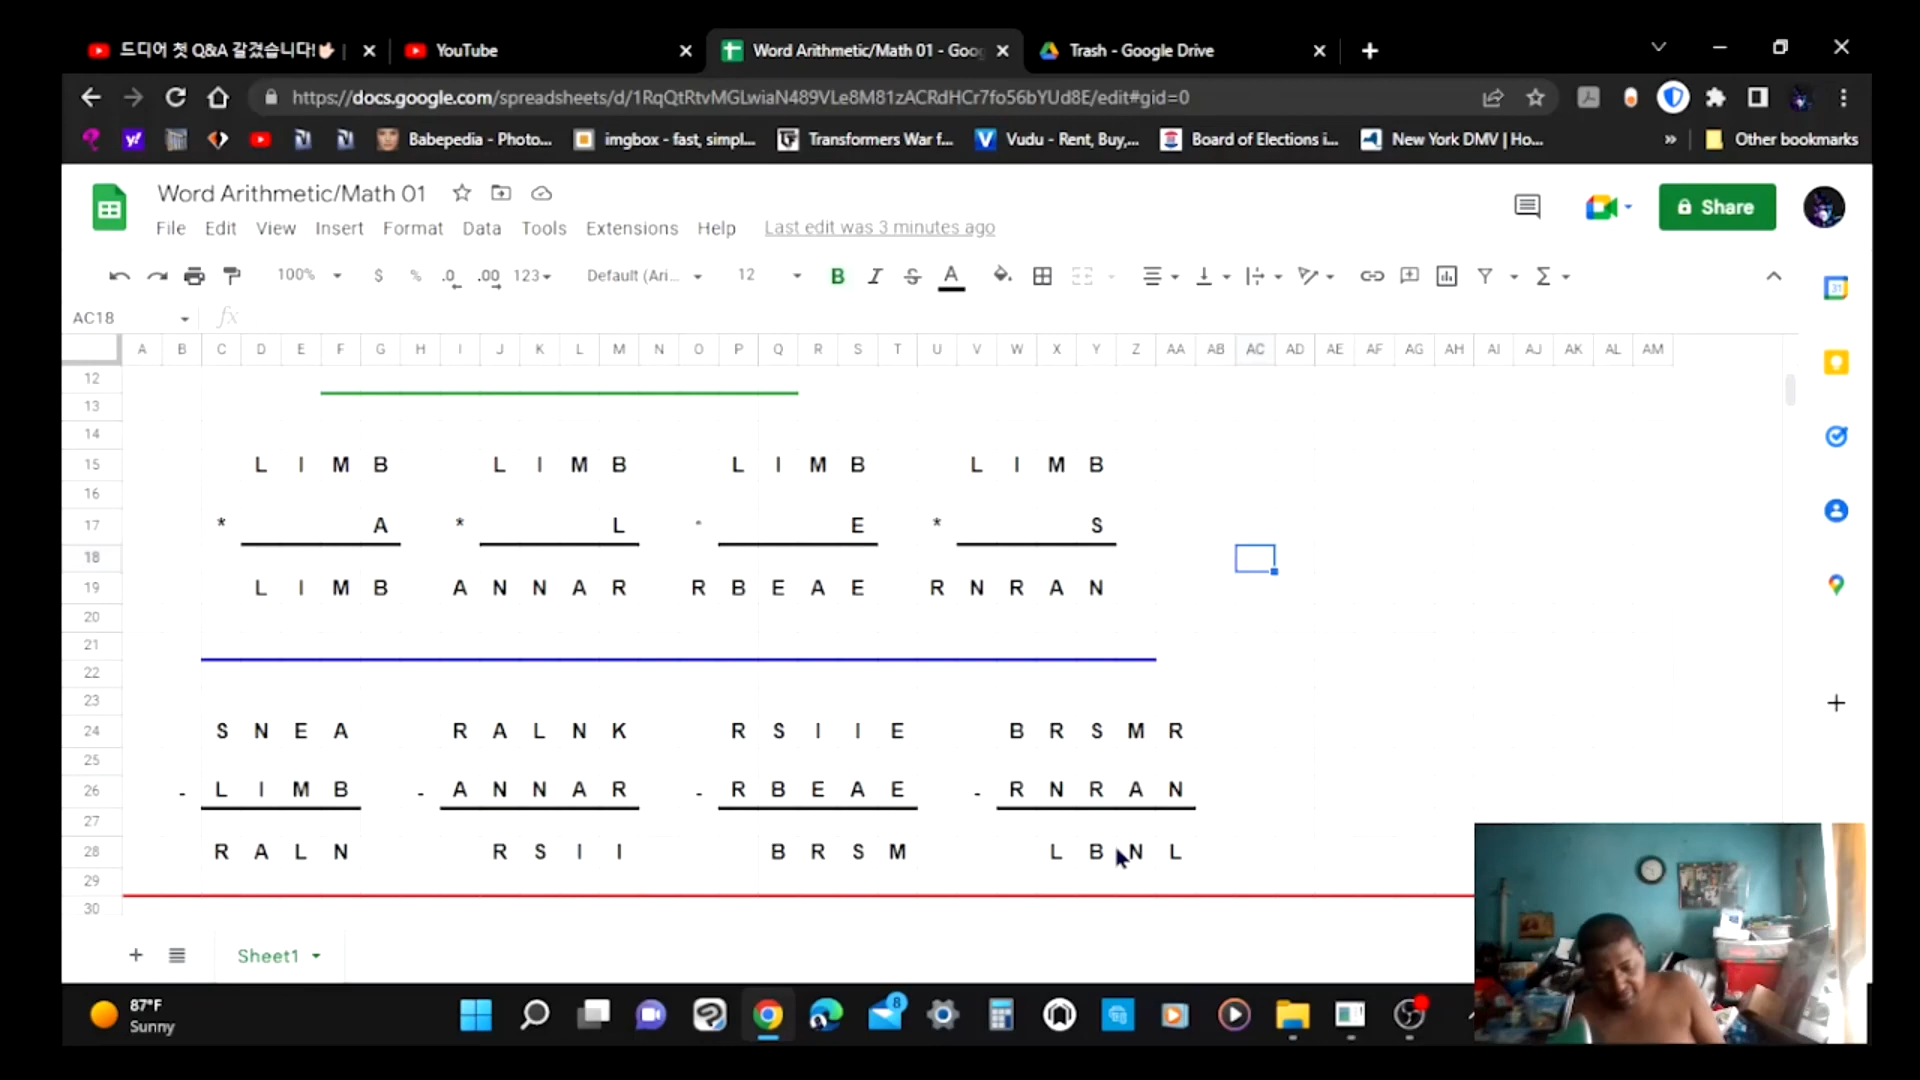 드디어 첫 Q&A 갈겼습니다!
YouTube
Word Arithmetic/Math 01 - Goo
Trash - Google Drive
https://docs.google.com/spreadsheets/d/1RqQtRtvMGLwiaN489VLe8M81zACRdHCr7fo56bYUd8E/edit#gid=0
Babepedia - Photo... imgbox - fast, simpl... Transformers War f... Vudu - Rent, Buy,... Board of Elections i... New York DMV | Ho... » Other bookmarks
Word Arithmetic/Math 01
Share
File Edit View Insert Format Data Tools Extensions Help Last edit was 3 minutes ago
100% $ % .0 .00 123 Default (Ari... 12 B I S A
AC18 fx
A B C D E F G H I J K L M N O P Q R S T U V W X Y Z AA AB AC AD AE AF AG AH AI AJ AK AL AM
12
13
14
15 L I M B L I M B L I M B L I M B
16
17 * A * L * E * S
18
19 L I M B A N N A R R B E A E R N R A N
20
21
22
23
24 S N E A R A L N K R S I I E B R S M R
25
26 - L I M B - A N N A R - R B E A E - R N R A N
27
28 R A L N R S I I B R S M L B N L
29
30
Sheet1
87°F
Sunny
8